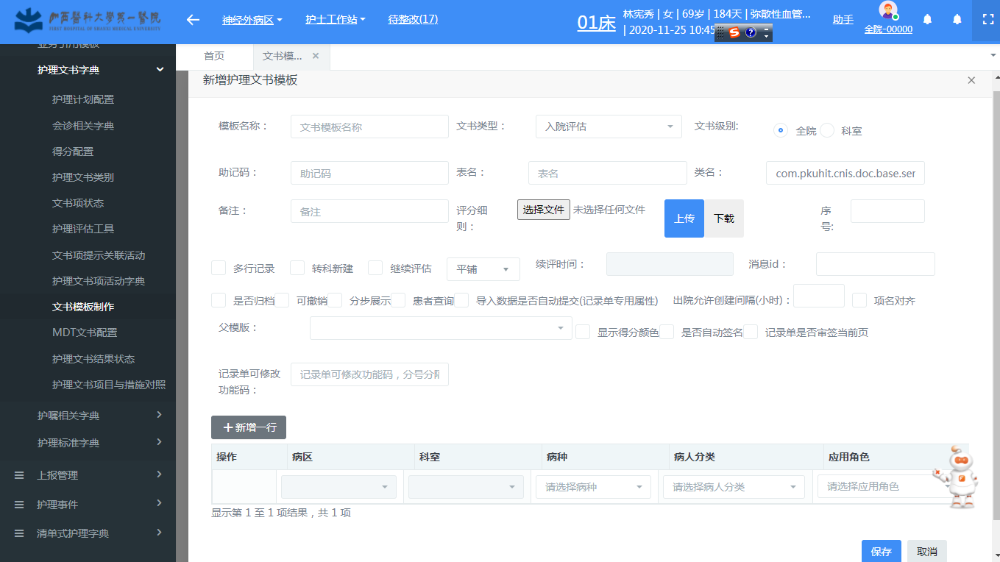 山西醫科大學第一醫院
FIRST HOSPITAL OF SHANXI MEDICAL UNIVERSITY
神经外病区
护士工作站
待整改(17)
01床
林宪秀 | 女 | 69岁 | 184天 | 弥散性血管...
| 2020-11-25 10:45
助手
全院-00000
业务引用模板
护理文书字典
护理计划配置
会诊相关字典
得分配置
护理文书类别
文书项状态
护理评估工具
文书项提示关联活动
护理文书项活动字典
文书模板制作
MDT文书配置
护理文书结果状态
护理文书项目与措施对照
护嘱相关字典
护理标准字典
上报管理
护理事件
清单式护理字典
首页
文书模...
新增护理文书模板
模板名称：
文书模板名称
文书类型：
入院评估
文书级别:
全院
科室
助记码：
助记码
表名：
表名
类名：
com.pkuhit.cnis.doc.base.ser
备注：
备注
评分细
则：
选择文件 未选择任何文件
上传
下载
序
号:
多行记录
转科新建
继续评估
平铺
续评时间：
消息id：
是否归档
可撤销
分步展示
患者查询
导入数据是否自动提交(记录单专用属性)
出院允许创建间隔(小时)：
项名对齐
父模版：
显示得分颜色
是否自动签名
记录单是否审签当前页
记录单可修改
功能码：
记录单可修改功能码，分号分隔
新增一行
操作
病区
科室
病种
病人分类
应用角色
请选择病种
请选择病人分类
请选择应用角色
显示第 1 至 1 项结果，共 1 项
保存
取消